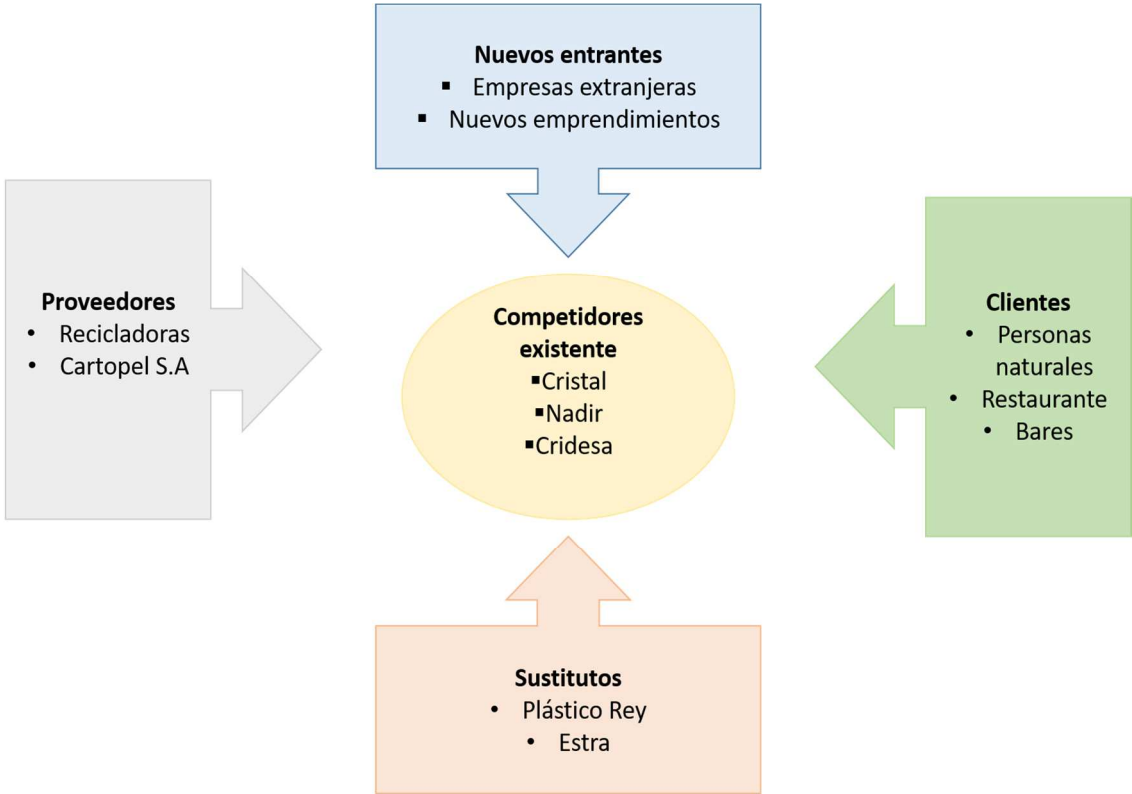 Nuevos entrantes
▪ Empresas extranjeras
▪ Nuevos emprendimientos
Proveedores
• Recicladoras
• Cartopel S.A
Competidores
existente
▪Cristal
▪Nadir
▪Cridesa
Clientes
• Personas
naturales
• Restaurante
• Bares
Sustitutos
• Plástico Rey
• Estra